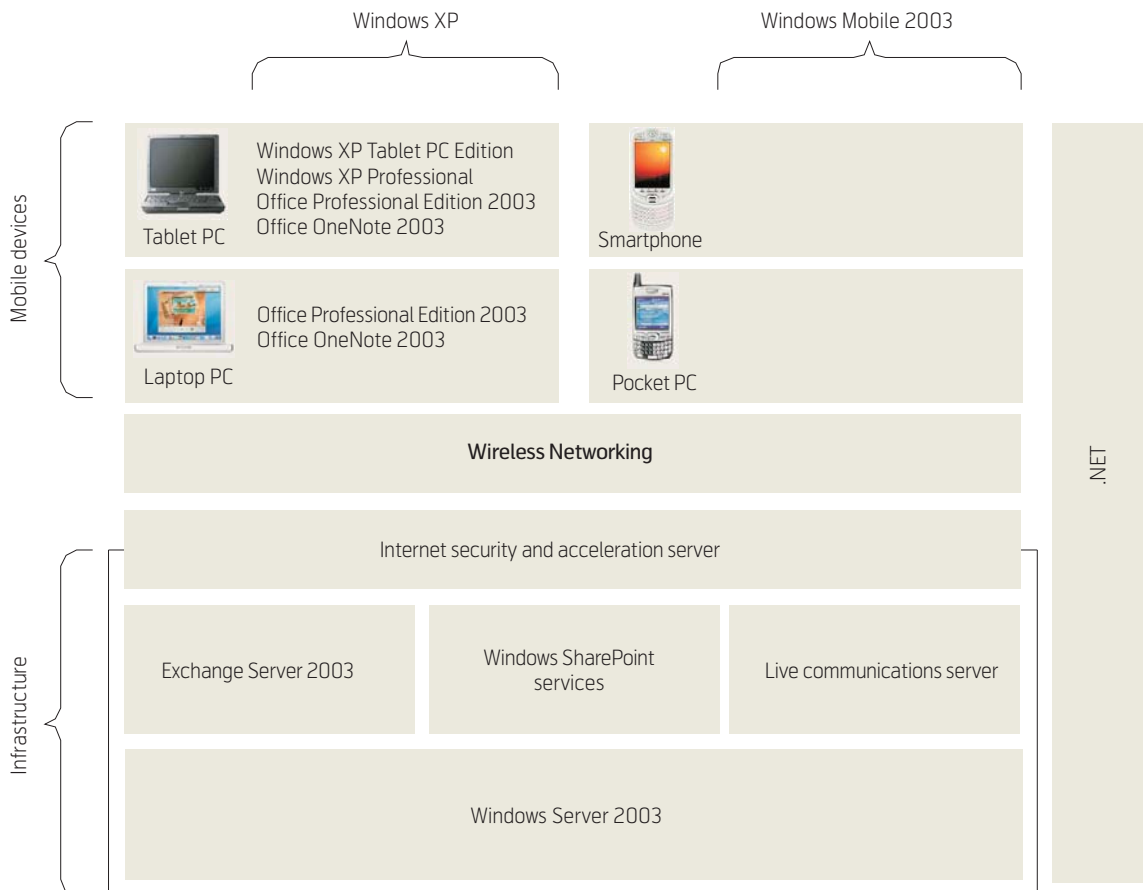 Windows XP
Windows Mobile 2003
Mobile devices
Windows XP Tablet PC Edition
Windows XP Professional
Office Professional Edition 2003
Office OneNote 2003
Tablet PC
Smartphone
Office Professional Edition 2003
Office OneNote 2003
Laptop PC
Pocket PC
Wireless Networking
.NET
Infrastructure
Internet security and acceleration server
Exchange Server 2003
Windows SharePoint
services
Live communications server
Windows Server 2003